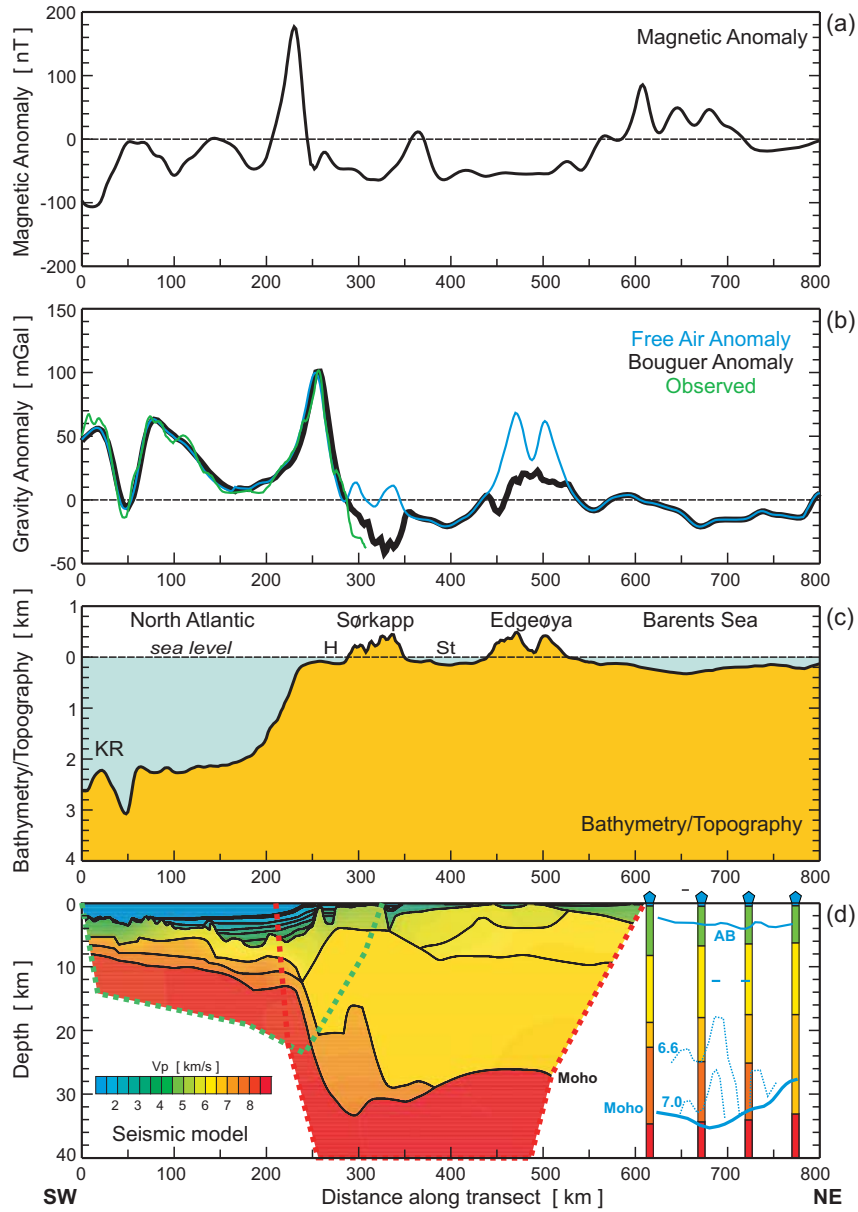 (a)
Magnetic Anomaly
Magnetic Anomaly [ nT]
200
100
0
-100
-200
0 100 200 300 400 500 600 700 800
(b)
Free Air Anomaly
Bouguer Anomaly
Observed
Gravity Anomaly [ mGal]
150
100
50
0
-50
0 100 200 300 400 500 600 700 800
(c)
North Atlantic Sørkapp Edgeøya Barents Sea
sea level H St
KR
Bathymetry/Topography
Bathymetry/Topography [ km]
1
0
1
2
3
4
0 100 200 300 400 500 600 700 800
(d)
AB
6.6
7.0
Moho
Moho
Vp [ km/s]
2 3 4 5 6 7 8
Seismic model
Depth [ km]
0
10
20
30
40
0 100 200 300 400 500 600 700 800
SW Distance along transect [ km] NE